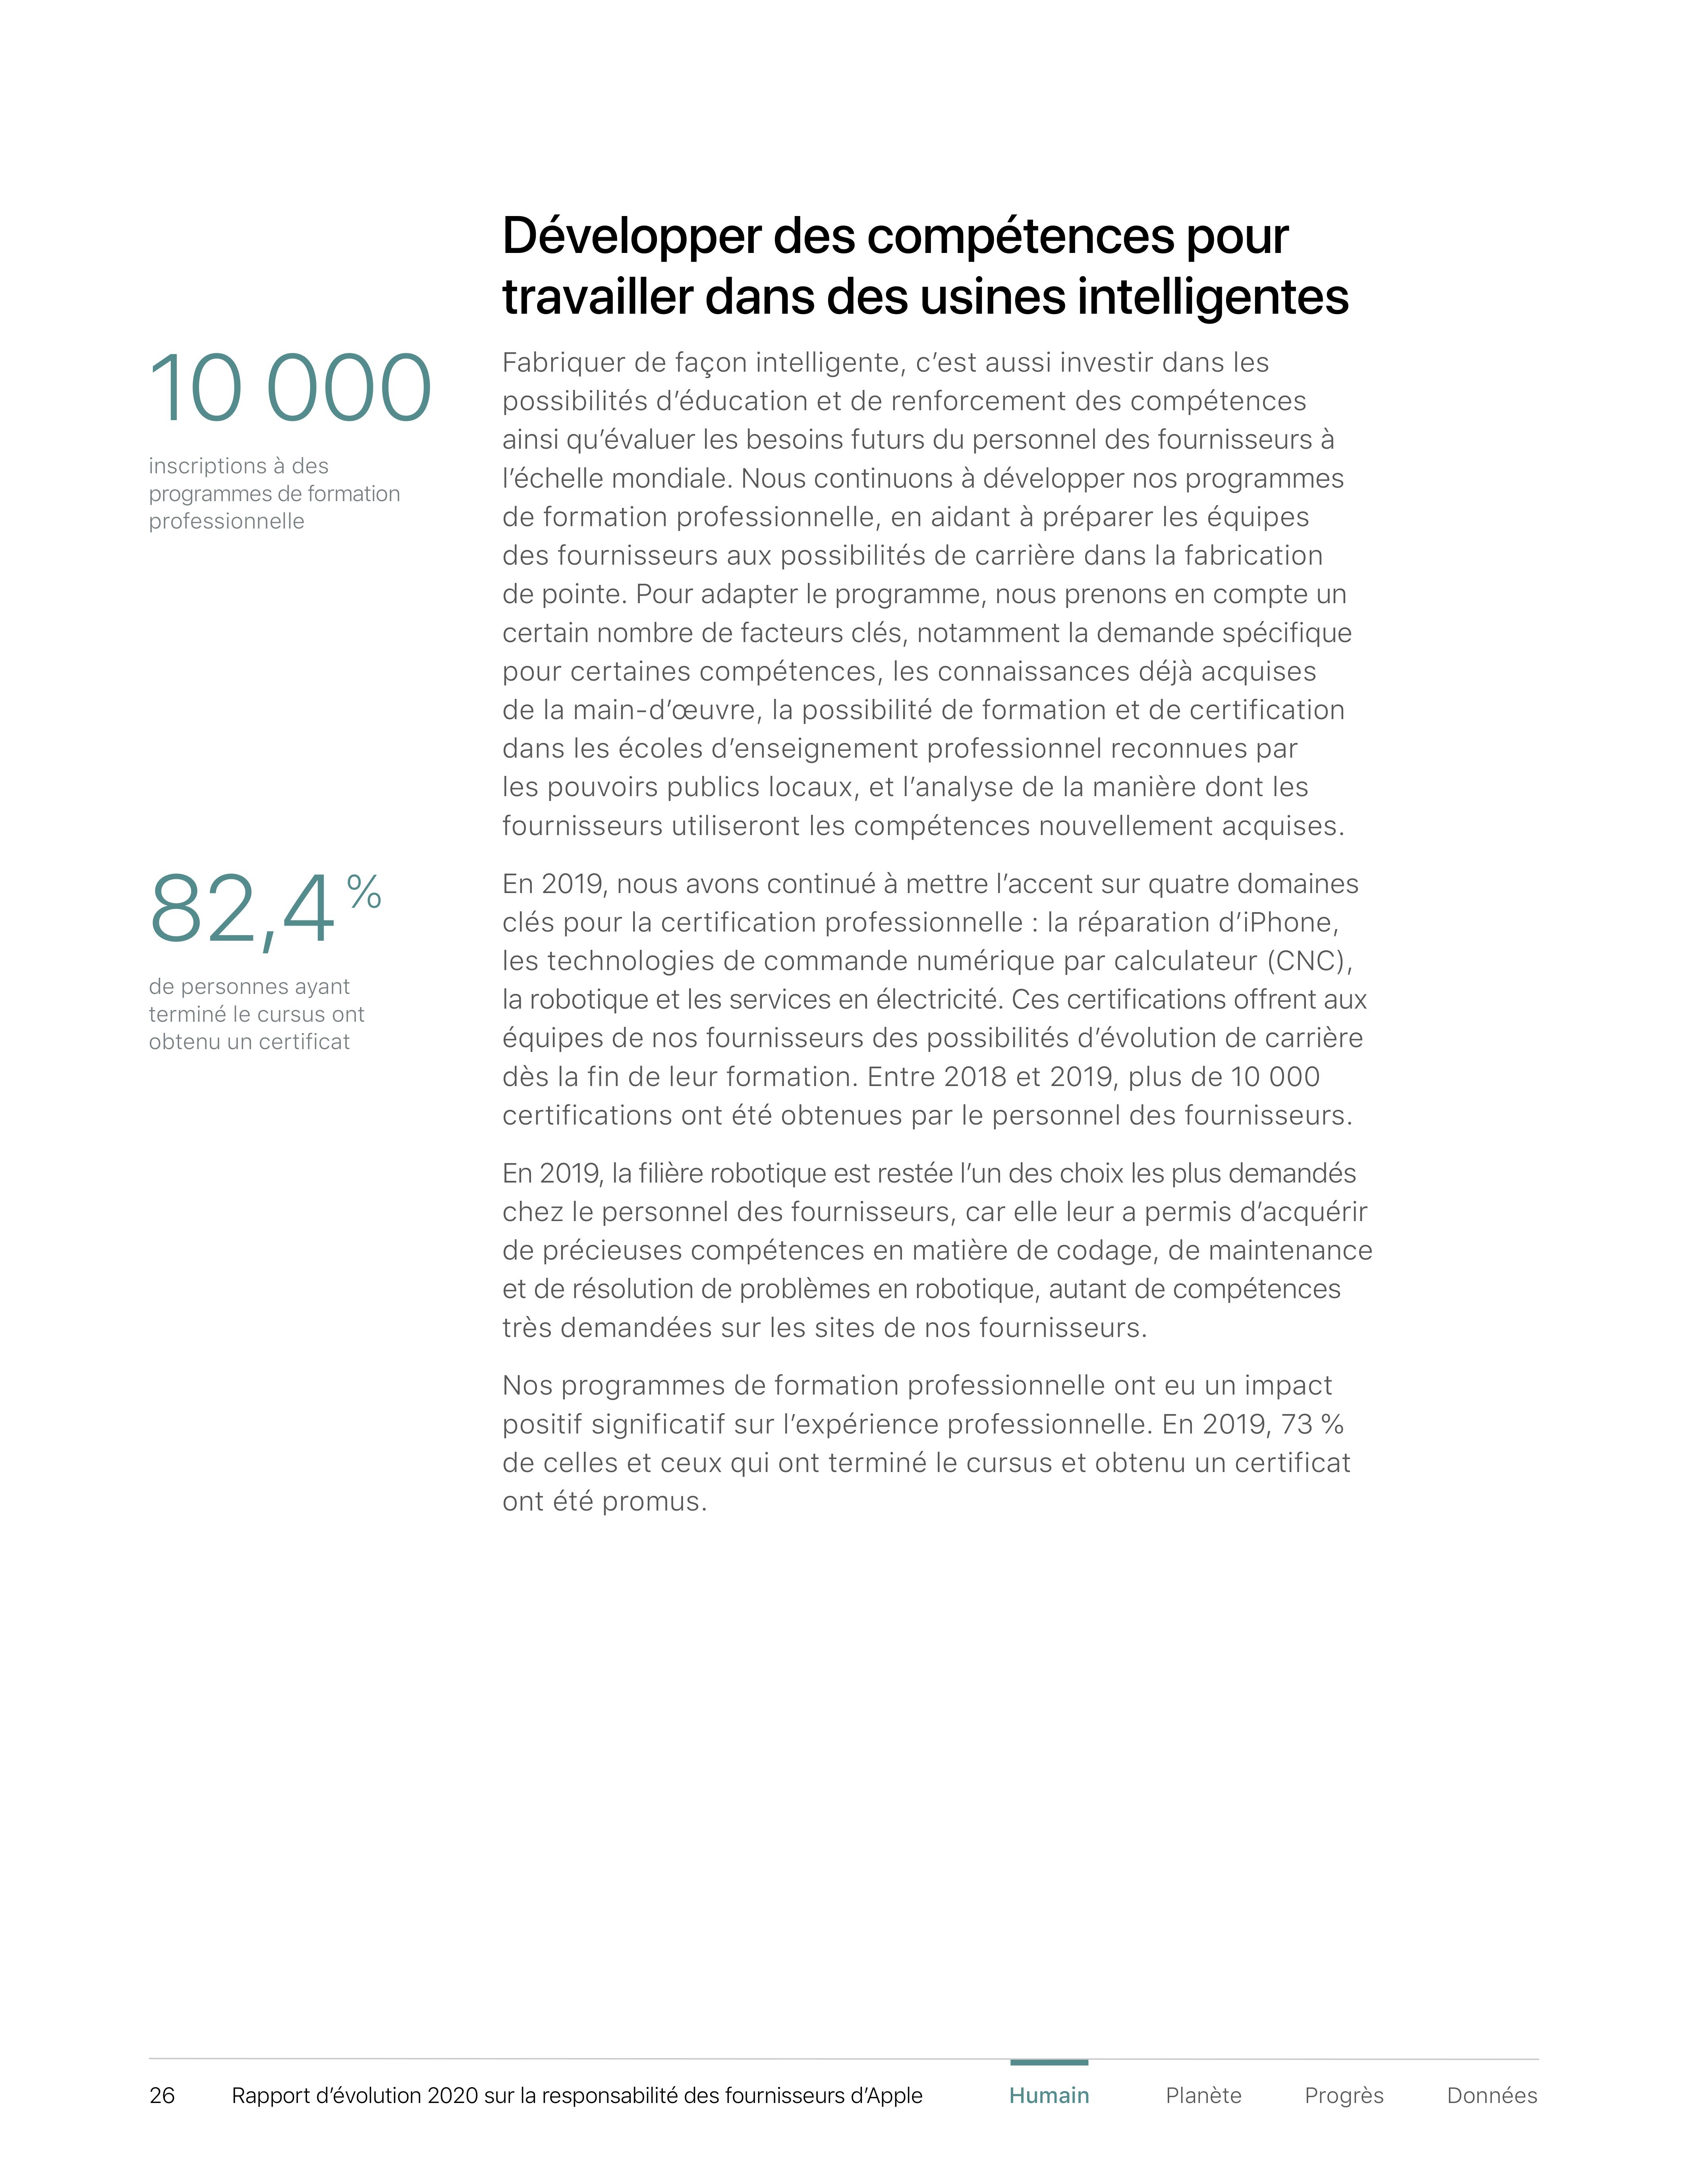 Développer des compétences pour
travailler dans des usines intelligentes
10 000
inscriptions à des
programmes de formation
professionnelle
Fabriquer de façon intelligente, c’est aussi investir dans les
possibilités d’éducation et de renforcement des compétences
ainsi qu’évaluer les besoins futurs du personnel des fournisseurs à
l’échelle mondiale. Nous continuons à développer nos programmes
de formation professionnelle, en aidant à préparer les équipes
des fournisseurs aux possibilités de carrière dans la fabrication
de pointe. Pour adapter le programme, nous prenons en compte un
certain nombre de facteurs clés, notamment la demande spécifique
pour certaines compétences, les connaissances déjà acquises
de la main-d’œuvre, la possibilité de formation et de certification
dans les écoles d’enseignement professionnel reconnues par
les pouvoirs publics locaux, et l’analyse de la manière dont les
fournisseurs utiliseront les compétences nouvellement acquises.
82,4 %
de personnes ayant
terminé le cursus ont
obtenu un certificat
En 2019, nous avons continué à mettre l’accent sur quatre domaines
clés pour la certification professionnelle : la réparation d’iPhone,
les technologies de commande numérique par calculateur (CNC),
la robotique et les services en électricité. Ces certifications offrent aux
équipes de nos fournisseurs des possibilités d’évolution de carrière
dès la fin de leur formation. Entre 2018 et 2019, plus de 10 000
certifications ont été obtenues par le personnel des fournisseurs.
En 2019, la filière robotique est restée l’un des choix les plus demandés
chez le personnel des fournisseurs, car elle leur a permis d’acquérir
de précieuses compétences en matière de codage, de maintenance
et de résolution de problèmes en robotique, autant de compétences
très demandées sur les sites de nos fournisseurs.
Nos programmes de formation professionnelle ont eu un impact
positif significatif sur l’expérience professionnelle. En 2019, 73 %
de celles et ceux qui ont terminé le cursus et obtenu un certificat
ont été promus.
26 Rapport d’évolution 2020 sur la responsabilité des fournisseurs d’Apple Humain Planète Progrès Données